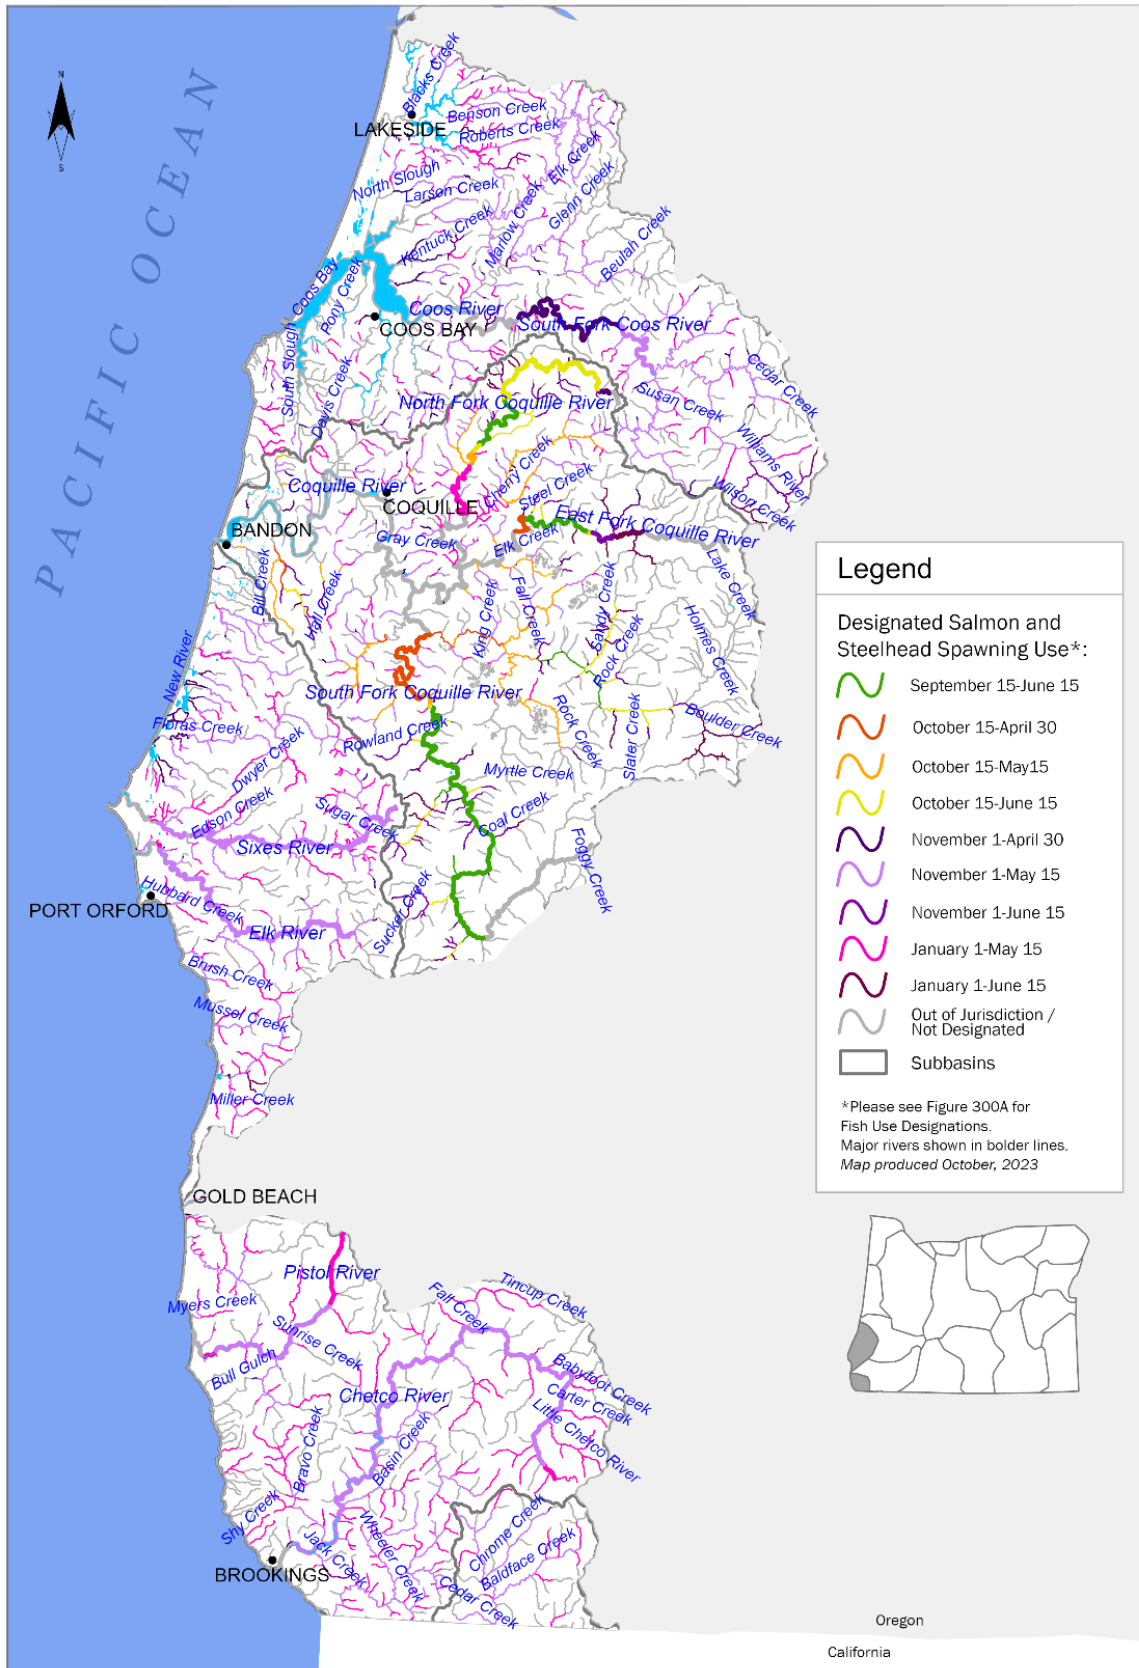 N
S
PACIFIC OCEAN
Blacks Creek
Benson Creek
LAKESIDE
Roberts Creek
Elk Creek
North Slough
Larson Creek
Glenn Creek
Marlow Creek
Kentuck Creek
Beulah Creek
Coos Bay
Pony Creek
Coos River
COOS BAY
South Fork Coos River
South Slough
Davis Creek
Cedar Creek
Susan Creek
North Fork Coquille River
Williams River
Wilson Creek
Cherry Creek
Steel Creek
Coquille River
COQUILLE
East Fork Coquille River
BANDON
Gray Creek
Elk Creek
Lake Creek
Bill Creek
Hall Creek
King Creek
Fall Creek
Sandy Creek
Rock Creek
Holmes Creek
New River
South Fork Coquille River
Floras Creek
Rowland Creek
Rock Creek
Slater Creek
Boulder Creek
Dwyer Creek
Myrtle Creek
Edson Creek
Sugar Creek
Coal Creek
Sixes River
Foggy Creek
Hubbard Creek
PORT ORFORD
Elk River
Sucker Creek
Brush Creek
Mussel Creek
Miller Creek
GOLD BEACH
Pistol River
Myers Creek
Sunrise Creek
Fall Creek
Tincup Creek
Bull Gulch
Chetco River
Babyfoot Creek
Carter Creek
Little Chetco River
Bravo Creek
Basin Creek
Shy Creek
Jack Creek
Wheeler Creek
Chrome Creek
Baldface Creek
BROOKINGS
Cedar Creek
Legend
Designated Salmon and
Steelhead Spawning Use*:
September 15-June 15
October 15-April 30
October 15-May15
October 15-June 15
November 1-April 30
November 1-May 15
November 1-June 15
January 1-May 15
January 1-June 15
Out of Jurisdiction /
Not Designated
Subbasins
*Please see Figure 300A for
Fish Use Designations.
Major rivers shown in bolder lines.
Map produced October, 2023
Oregon
California